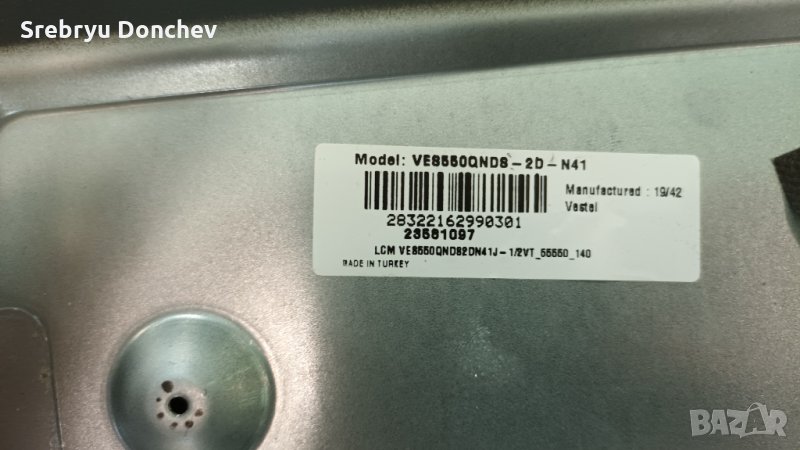 Srebryu Donchev
Model: VES550QNDS-2D-N41
Manufactured : 19/42
Vestel
28322162990301
23581097
LCM VES550QNDS2DN41J-1/2VT_55550_140
MADE IN TURKEY
BAZAR